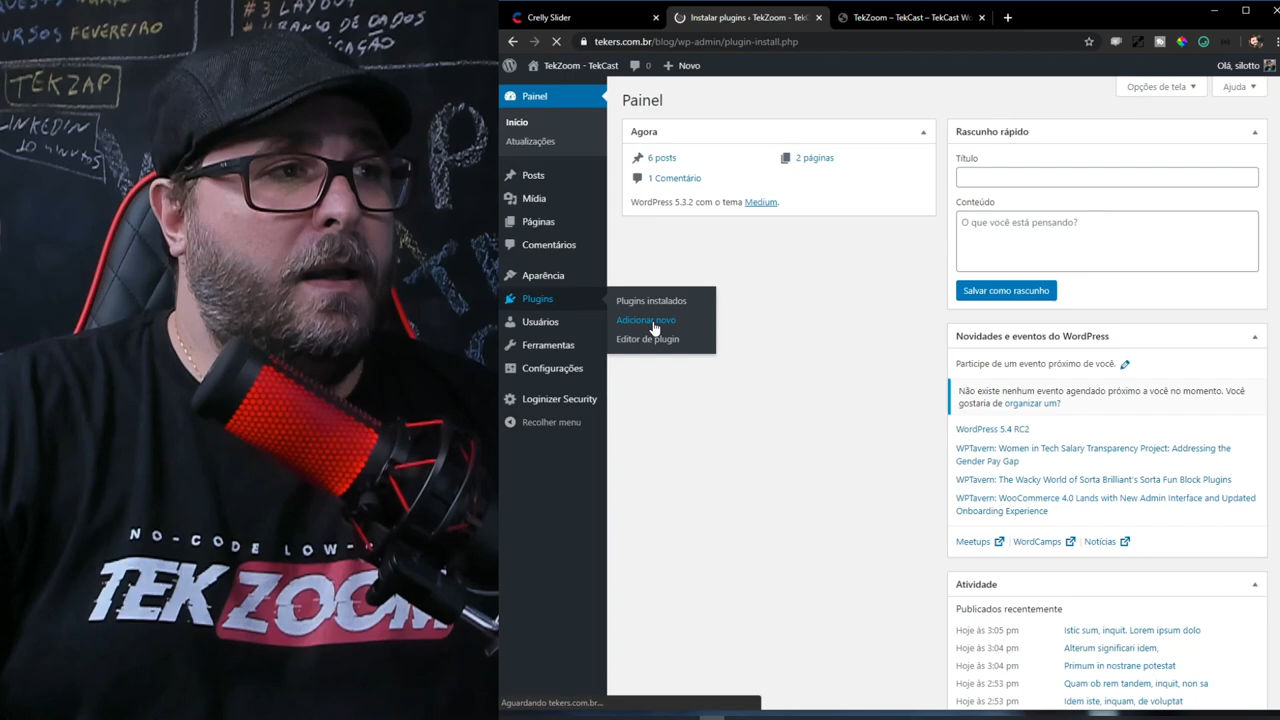 # 3 LAYOUT
URSOS FEVEREIRO
TEKZAP
LINKEDIN
NO-CODE LOW-
TEKZOOM
Crelly Slider
Instalar plugins ‹ TekZoom - TekC
TekZoom – TekCast – TekCast Wo
tekers.com.br/blog/wp-admin/plugin-install.php
TekZoom - TekCast
0
Novo
Olá, silotto
Painel
Início
Atualizações
Posts
Mídia
Páginas
Comentários
Aparência
Plugins
Usuários
Ferramentas
Configurações
Loginizer Security
Recolher menu
Plugins instalados
Adicionar novo
Editor de plugin
Opções de tela
Ajuda
Painel
Agora
6 posts
2 páginas
1 Comentário
WordPress 5.3.2 com o tema Medium.
Rascunho rápido
Título
Conteúdo
O que você está pensando?
Salvar como rascunho
Novidades e eventos do WordPress
Participe de um evento próximo de você.
Não existe nenhum evento agendado próximo a você no momento. Você
gostaria de organizar um?
WordPress 5.4 RC2
WPTavern: Women in Tech Salary Transparency Project: Addressing the
Gender Pay Gap
WPTavern: The Wacky World of Sorta Brilliant's Sorta Fun Block Plugins
WPTavern: WooCommerce 4.0 Lands with New Admin Interface and Updated
Onboarding Experience
Meetups | WordCamps | Notícias
Atividade
Publicados recentemente
Hoje às 3:05 pm Istic sum, inquit. Lorem ipsum dolo
Hoje às 3:04 pm Alterum significari idem,
Hoje às 3:04 pm Primum in nostrane potestat
Hoje às 2:53 pm Quam ob rem tandem, inquit, non sa
Hoje às 2:51 pm Idem iste, inquam, de voluptat
Aguardando tekers.com.br...